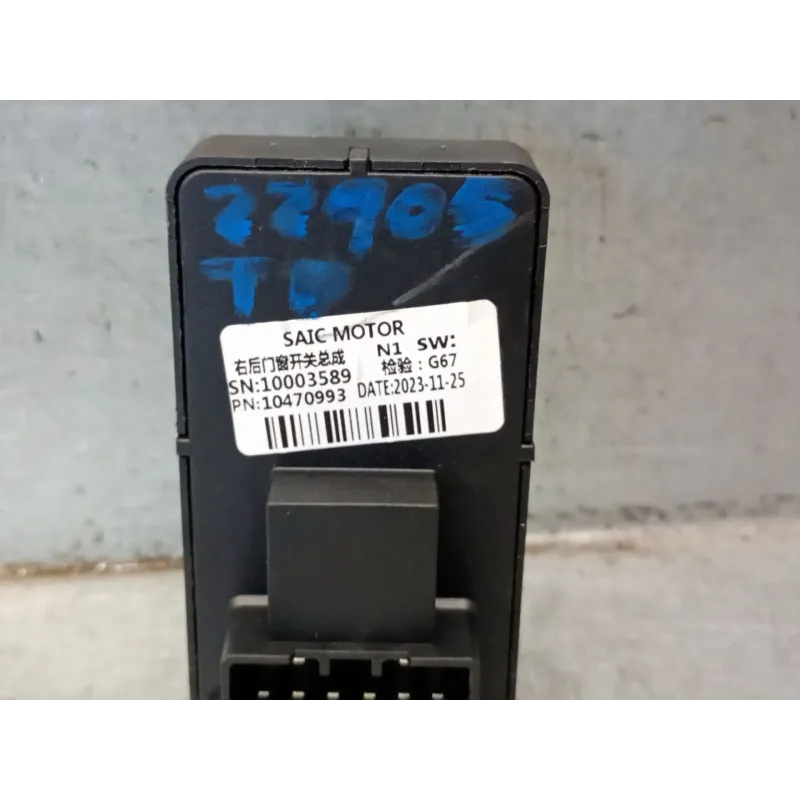 22905
TD
SAIC MOTOR
右后门窗开关总成 N1 SW:
SN:10003589 检验：G67
PN:10470993 DATE:2023-11-25